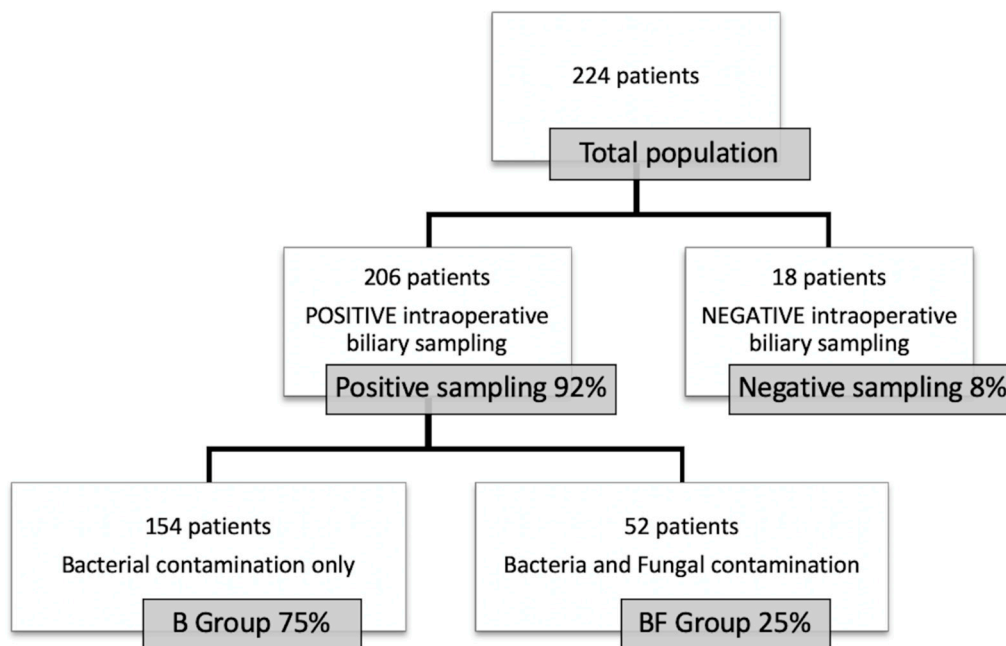 224 patients
Total population
206 patients
POSITIVE intraoperative
biliary sampling
Positive sampling 92%
18 patients
NEGATIVE intraoperative
biliary sampling
Negative sampling 8%
154 patients
Bacterial contamination only
B Group 75%
52 patients
Bacteria and Fungal contamination
BF Group 25%